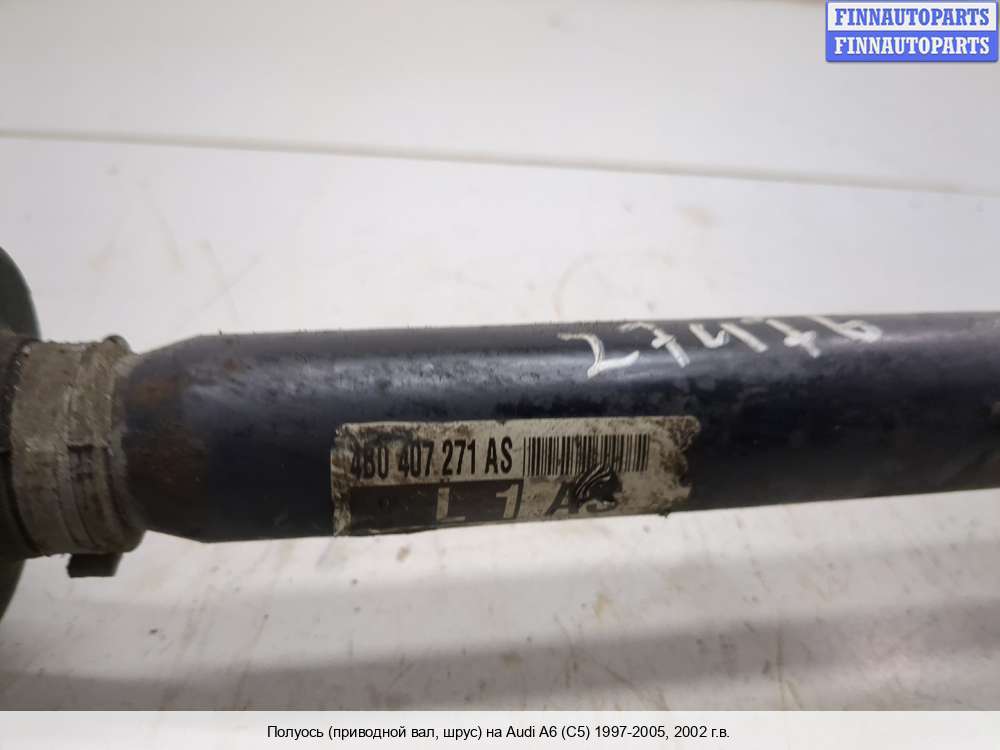 FINNAUTOPARTS
FINNAUTOPARTS
4B0 407 271 AS
L 1 AS
Полуось (приводной вал, шрус) на Audi A6 (C5) 1997-2005, 2002 г.в.